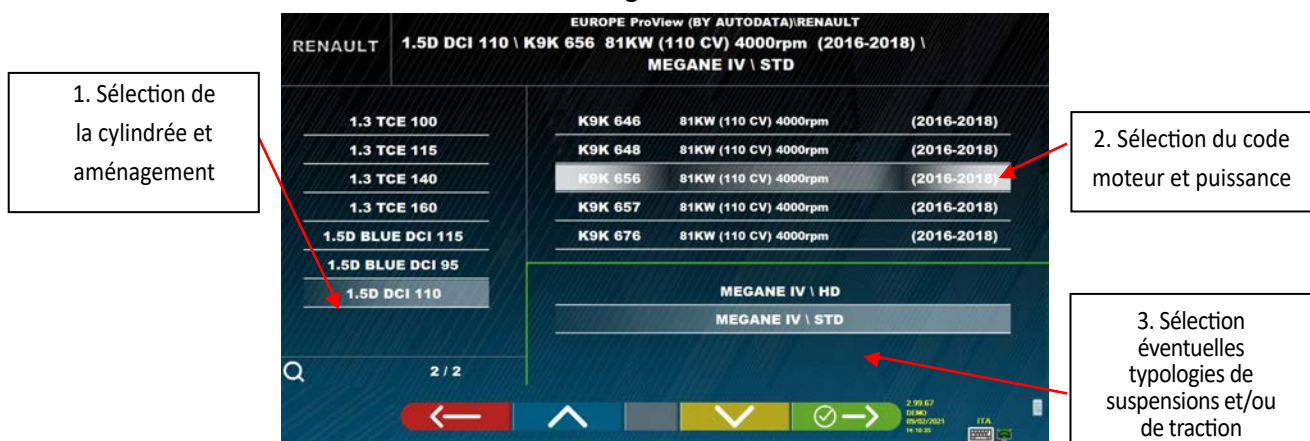 EUROPE ProView (BY AUTODATA)\RENAULT
RENAULT 1.5D DCI 110 \ K9K 656 81KW (110 CV) 4000rpm (2016-2018) \
MEGANE IV \ STD
1. Sélection de
la cylindrée et
aménagement
1.3 TCE 100
1.3 TCE 115
1.3 TCE 140
1.3 TCE 160
1.5D BLUE DCI 115
1.5D BLUE DCI 95
1.5D DCI 110
2 / 2
K9K 646 81KW (110 CV) 4000rpm (2016-2018)
K9K 648 81KW (110 CV) 4000rpm (2016-2018)
K9K 656 81KW (110 CV) 4000rpm (2016-2018)
K9K 657 81KW (110 CV) 4000rpm (2016-2018)
K9K 676 81KW (110 CV) 4000rpm (2016-2018)
2. Sélection du code
moteur et puissance
MEGANE IV \ HD
MEGANE IV \ STD
3. Sélection
éventuelles
typologies de
suspensions et/ou
de traction
2.99.67
DEMO
09/02/2021
ITA